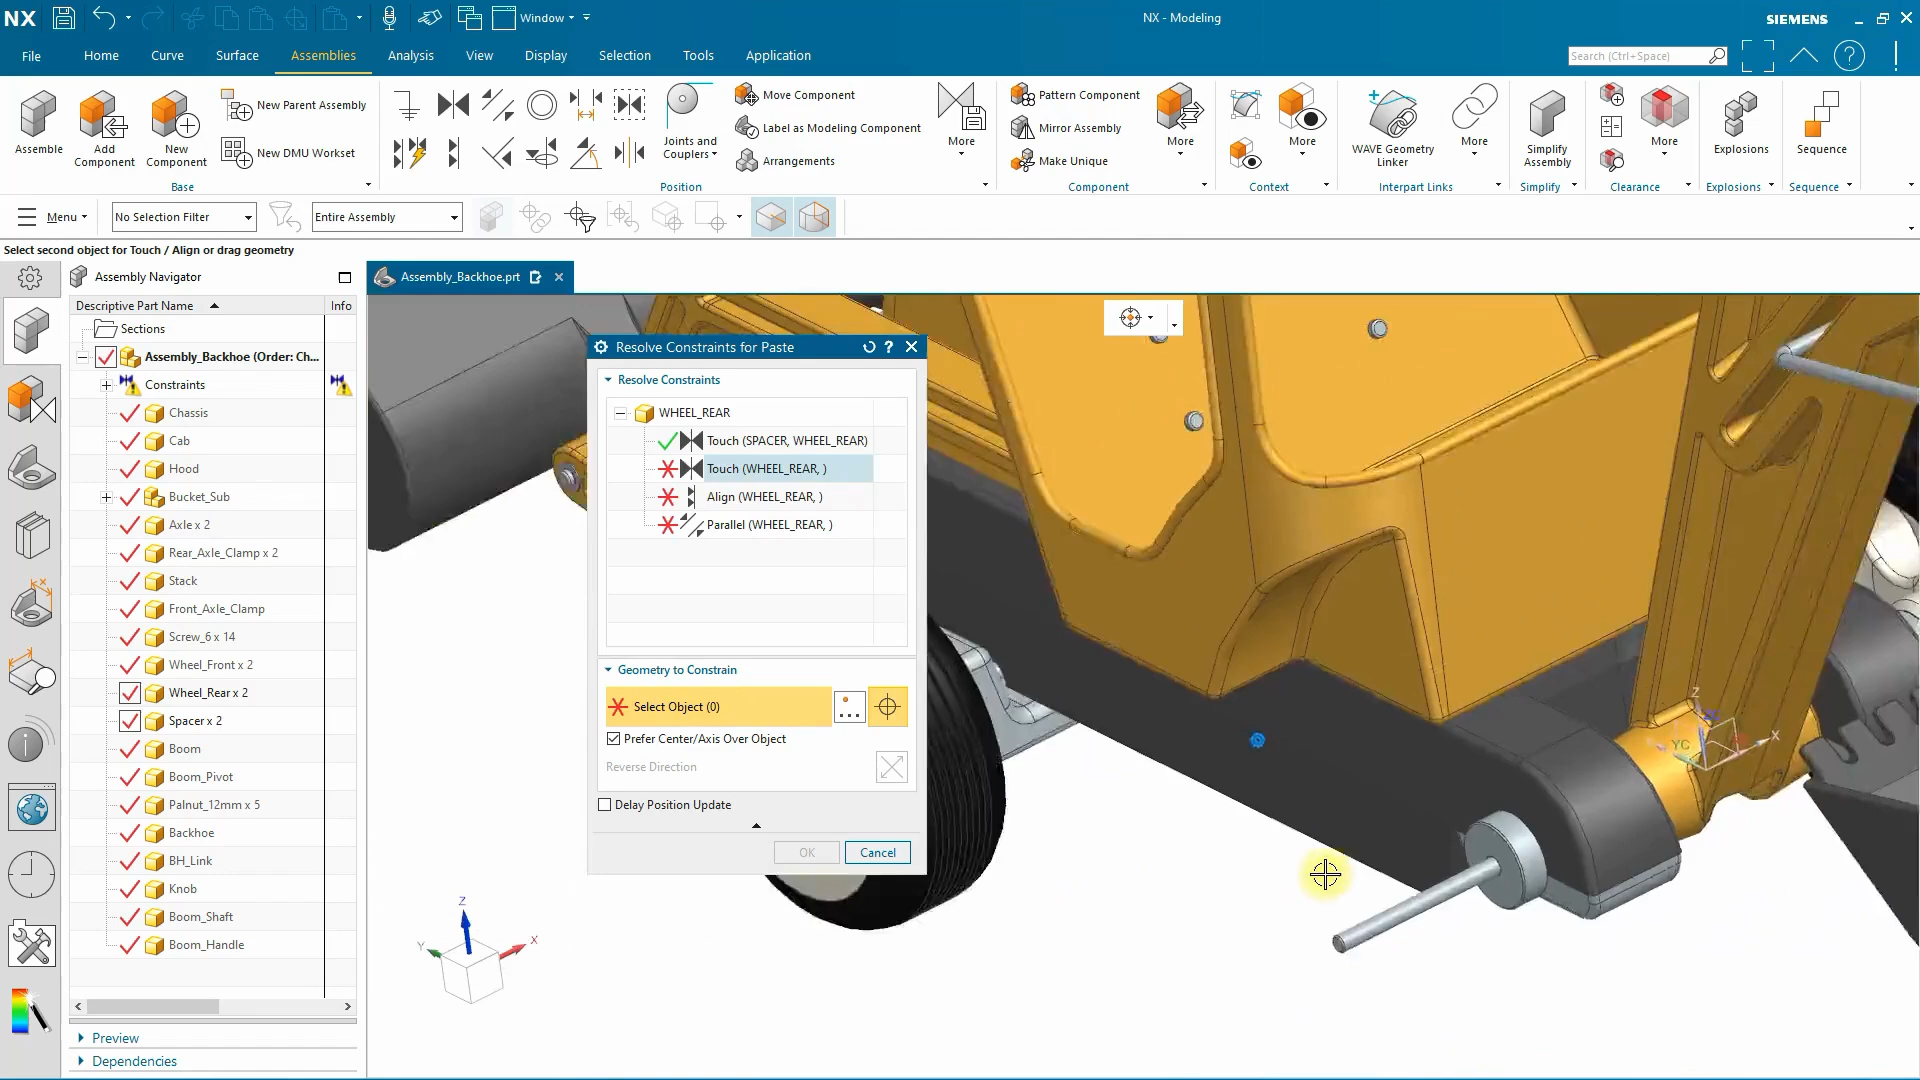 NX
Window
NX - Modeling
SIEMENS
File
Home
Curve
Surface
Assemblies
Analysis
View
Display
Selection
Tools
Application
Search (Ctrl+Space)
Assemble
Add Component
New Component
New Parent Assembly
New DMU Workset
Base
Joints and Couplers
Move Component
Label as Modeling Component
Arrangements
More
Position
Pattern Component
Mirror Assembly
Make Unique
More
Component
More
Context
WAVE Geometry Linker
More
Interpart Links
Simplify Assembly
Simplify
More
Clearance
Explosions
Explosions
Sequence
Sequence
Menu
No Selection Filter
Entire Assembly
Select second object for Touch / Align or drag geometry
Assembly Navigator
Descriptive Part Name
Info
Sections
Assembly_Backhoe (Order: Ch...
Constraints
Chassis
Cab
Hood
Bucket_Sub
Axle x 2
Rear_Axle_Clamp x 2
Stack
Front_Axle_Clamp
Screw_6 x 14
Wheel_Front x 2
Wheel_Rear x 2
Spacer x 2
Boom
Boom_Pivot
Palnut_12mm x 5
Backhoe
BH_Link
Knob
Boom_Shaft
Boom_Handle
Preview
Dependencies
Assembly_Backhoe.prt
Resolve Constraints for Paste
Resolve Constraints
WHEEL_REAR
Touch (SPACER, WHEEL_REAR)
Touch (WHEEL_REAR, )
Align (WHEEL_REAR, )
Parallel (WHEEL_REAR, )
Geometry to Constrain
Select Object (0)
Prefer Center/Axis Over Object
Reverse Direction
Delay Position Update
OK
Cancel
Z
Y
X
Z
YC
X